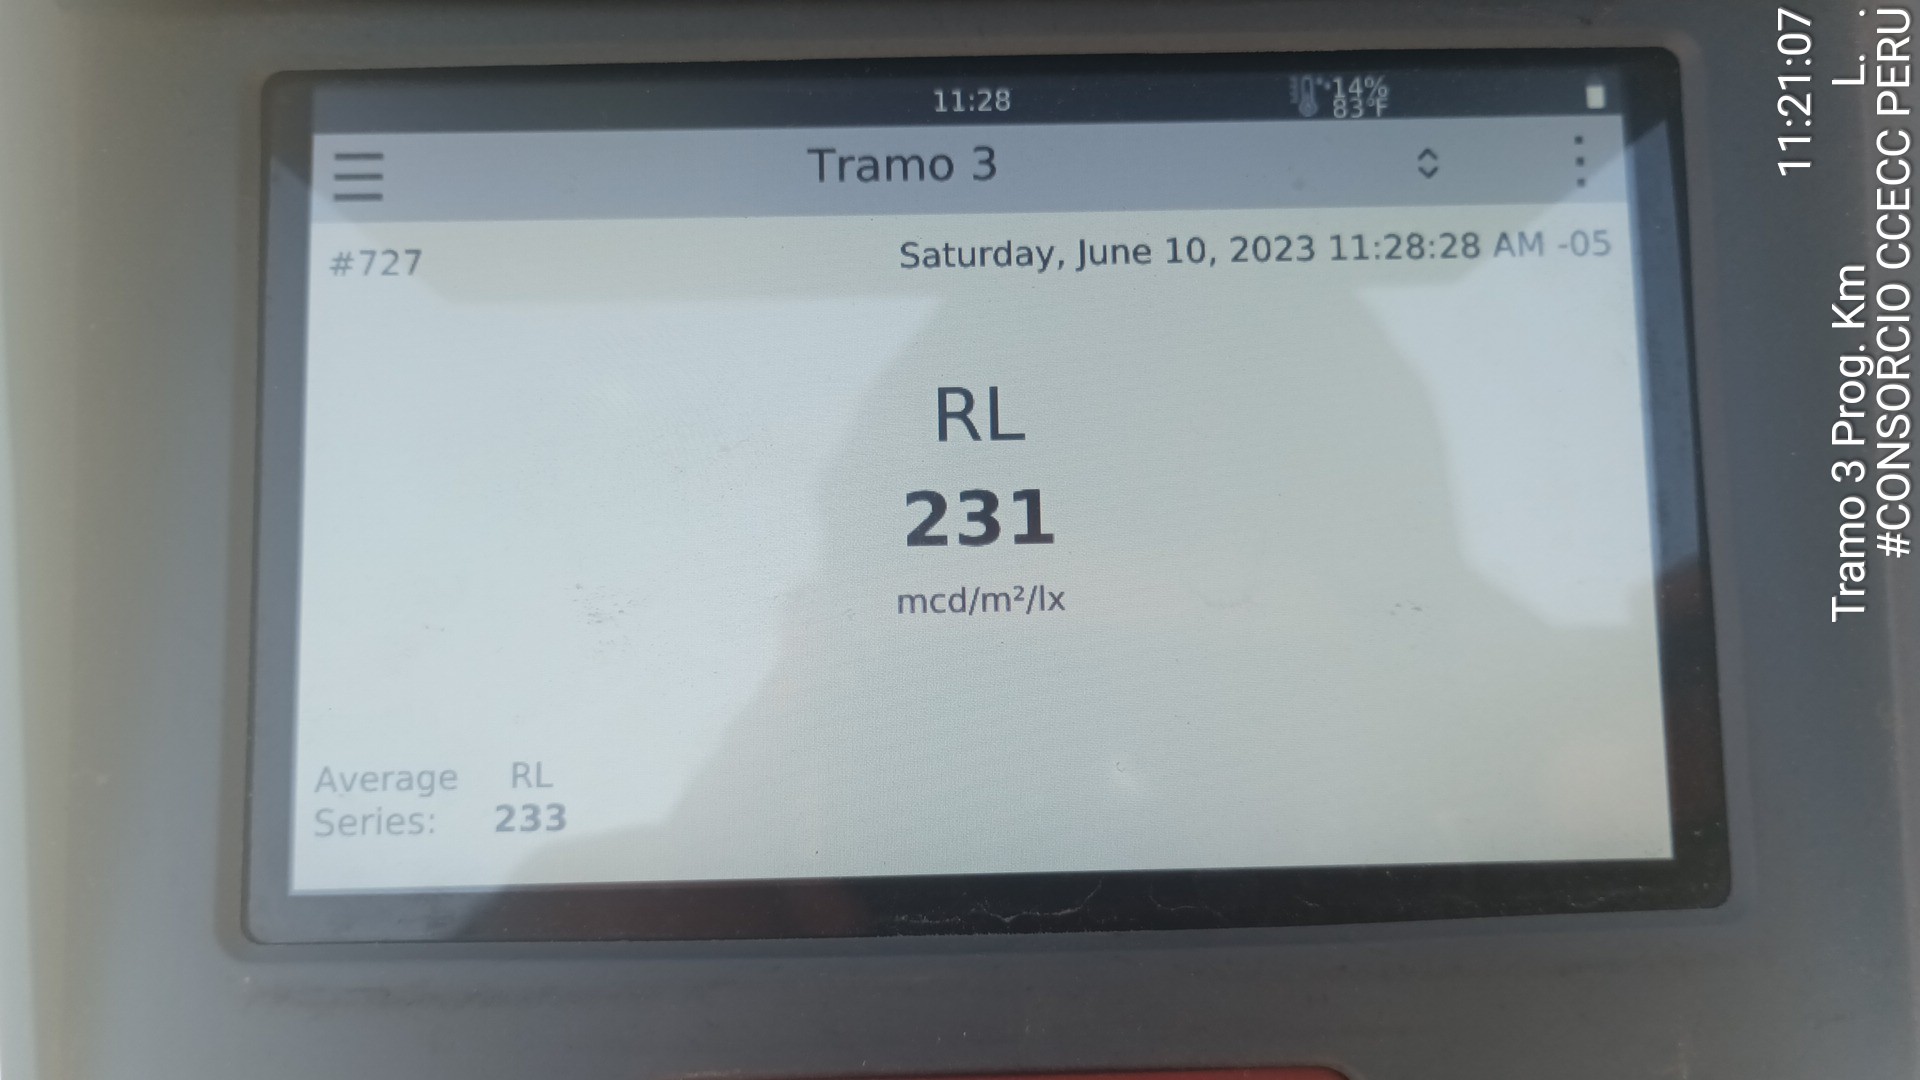 11:28
14%
83°F
Tramo 3
#727
Saturday, June 10, 2023 11:28:28 AM -05
RL
231
mcd/m²/lx
Average RL
Series: 233
11:21:07
Tramo 3 Prog. Km L. .
#CONSORCIO CCECC PERU